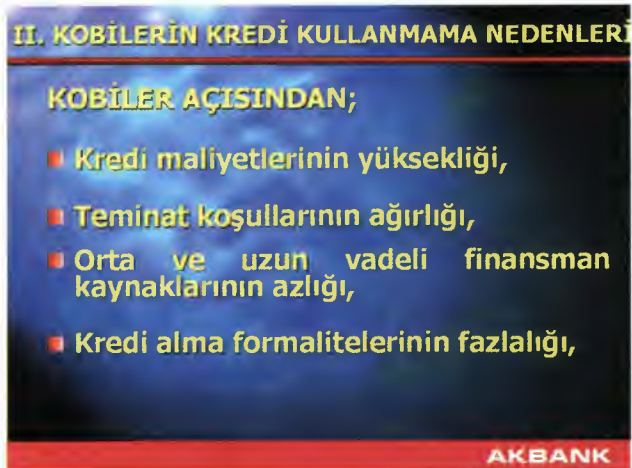 II. KOBİLERİN KREDİ KULLANMAMA NEDENLERİ
KOBİLER AÇISINDAN;
Kredi maliyetlerinin yüksekliği,
Teminat koşullarının ağırlığı,
Orta ve uzun vadeli finansman
kaynaklarının azlığı,
Kredi alma formalitelerinin fazlalığı,
AKBANK